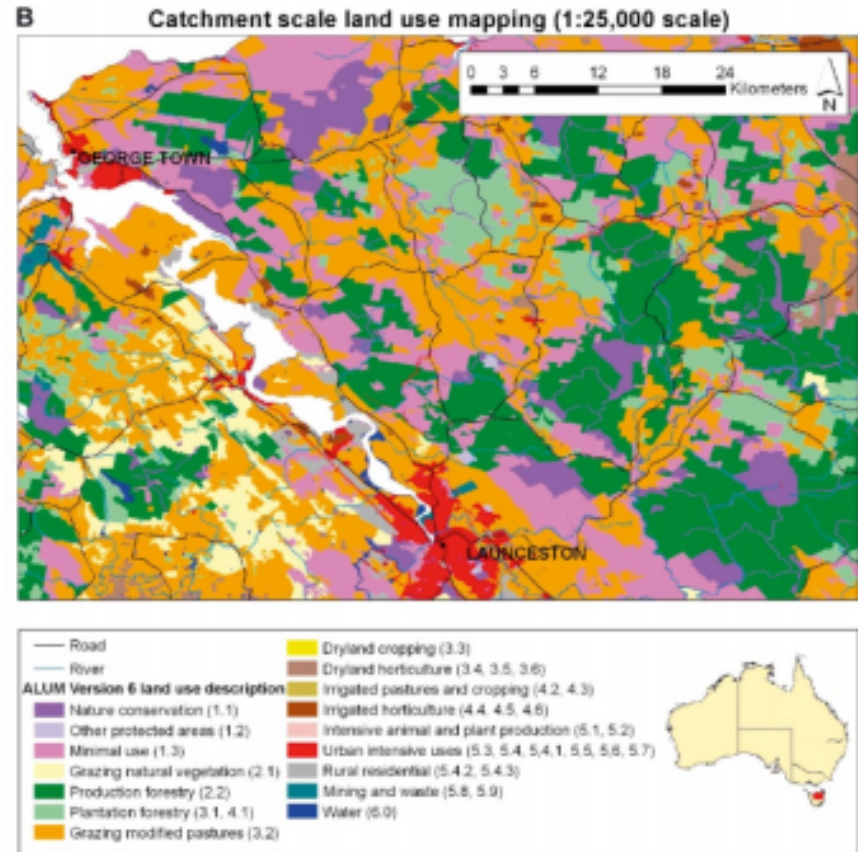 B
Catchment scale land use mapping (1:25,000 scale)
0 3 6 12 18 24
Kilometers
N
GEORGE TOWN
LAUNCESTON
Road
River
ALUM Version 6 land use description
Nature conservation (1.1)
Other protected areas (1.2)
Minimal use (1.3)
Grazing natural vegetation (2.1)
Production forestry (2.2)
Plantation forestry (3.1, 4.1)
Grazing modified pastures (3.2)
Dryland cropping (3.3)
Dryland horticulture (3.4, 3.5, 3.6)
Irrigated pastures and cropping (4.2, 4.3)
Irrigated horticulture (4.4, 4.5, 4.6)
Intensive animal and plant production (5.1, 5.2)
Urban intensive uses (5.3, 5.4, 5.4.1, 5.5, 5.6, 5.7)
Rural residential (5.4.2, 5.4.3)
Mining and waste (5.8, 5.9)
Water (6.0)